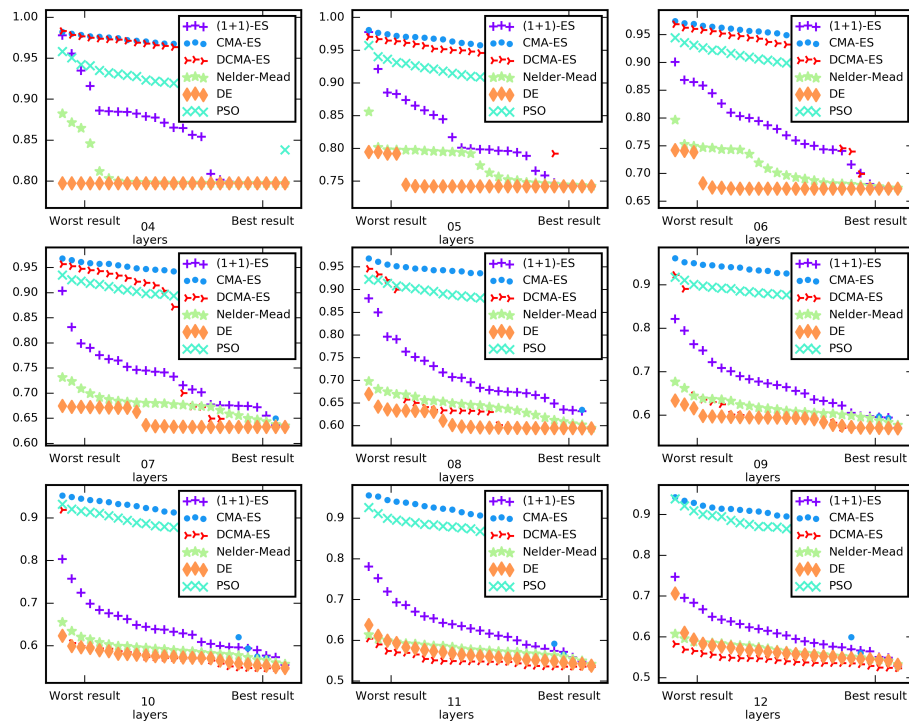 1.00
0.95
0.90
0.85
0.80
(1+1)-ES
CMA-ES
DCMA-ES
Nelder-Mead
DE
PSO
Worst result
Best result
04
layers
1.00
0.95
0.90
0.85
0.80
0.75
(1+1)-ES
CMA-ES
DCMA-ES
Nelder-Mead
DE
PSO
Worst result
Best result
05
layers
0.95
0.90
0.85
0.80
0.75
0.70
0.65
(1+1)-ES
CMA-ES
DCMA-ES
Nelder-Mead
DE
PSO
Worst result
Best result
06
layers
0.95
0.90
0.85
0.80
0.75
0.70
0.65
0.60
(1+1)-ES
CMA-ES
DCMA-ES
Nelder-Mead
DE
PSO
Worst result
Best result
07
layers
0.95
0.90
0.85
0.80
0.75
0.70
0.65
0.60
(1+1)-ES
CMA-ES
DCMA-ES
Nelder-Mead
DE
PSO
Worst result
Best result
08
layers
0.9
0.8
0.7
0.6
(1+1)-ES
CMA-ES
DCMA-ES
Nelder-Mead
DE
PSO
Worst result
Best result
09
layers
0.9
0.8
0.7
0.6
(1+1)-ES
CMA-ES
DCMA-ES
Nelder-Mead
DE
PSO
Worst result
Best result
10
layers
0.9
0.8
0.7
0.6
0.5
(1+1)-ES
CMA-ES
DCMA-ES
Nelder-Mead
DE
PSO
Worst result
Best result
11
layers
0.9
0.8
0.7
0.6
0.5
(1+1)-ES
CMA-ES
DCMA-ES
Nelder-Mead
DE
PSO
Worst result
Best result
12
layers